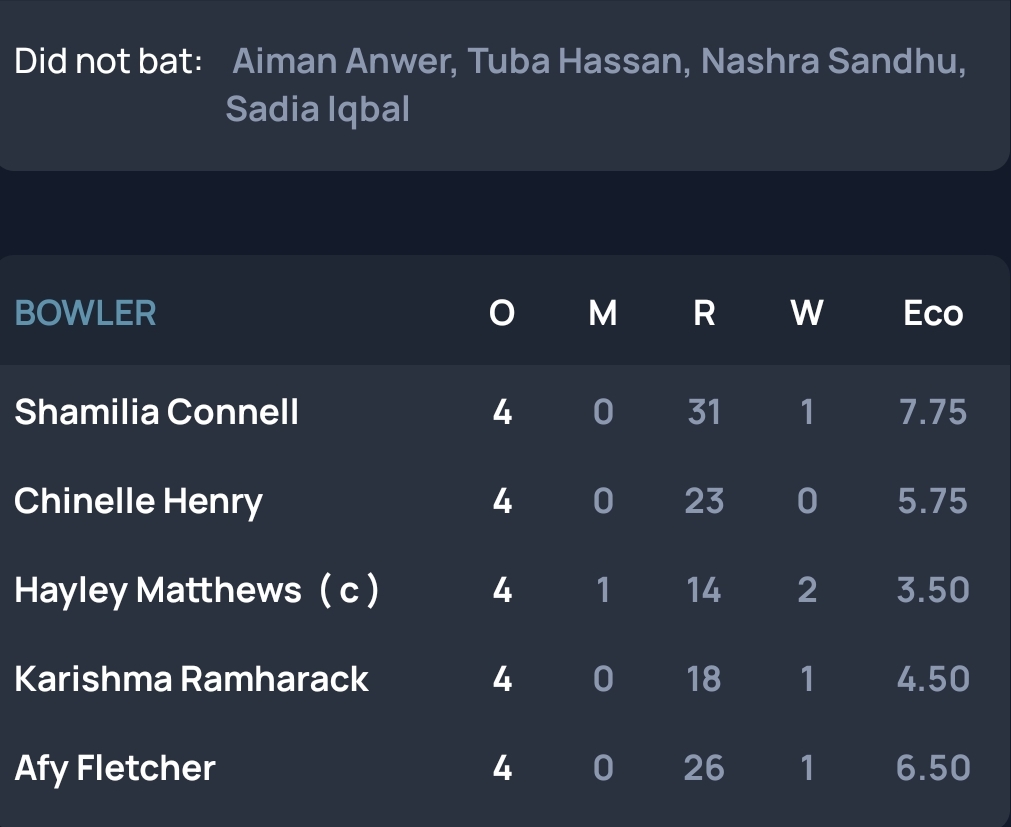 Did not bat: Aiman Anwer, Tuba Hassan, Nashra Sandhu,
Sadia Iqbal
BOWLER O M R W Eco
Shamilia Connell 4 0 31 1 7.75
Chinelle Henry 4 0 23 0 5.75
Hayley Matthews ( c ) 4 1 14 2 3.50
Karishma Ramharack 4 0 18 1 4.50
Afy Fletcher 4 0 26 1 6.50